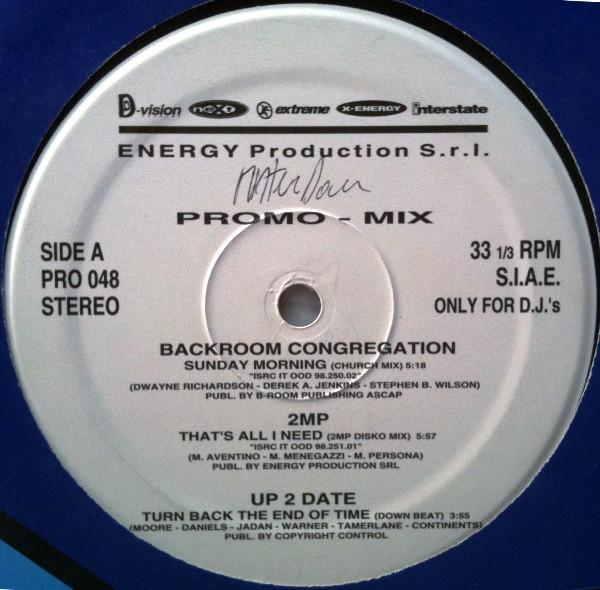 D-vision nexT extreme X-ENERGY interstate
ENERGY Production S.r.l.
PROMO - MIX
SIDE A
PRO 048
STEREO
33 1/3 RPM
S.I.A.E.
ONLY FOR D.J.'s
BACKROOM CONGREGATION
SUNDAY MORNING (CHURCH MIX) 5:18
"ISRC IT OOD 98.250.02"
(DWAYNE RICHARDSON - DEREK A. JENKINS - STEPHEN B. WILSON)
PUBL. BY B-ROOM PUBLISHING ASCAP
2MP
THAT'S ALL I NEED (2MP DISKO MIX) 5:57
"ISRC IT OOD 98.251.01"
(M. AVENTINO - M. MENEGAZZI - M. PERSONA)
PUBL. BY ENERGY PRODUCTION SRL
UP 2 DATE
TURN BACK THE END OF TIME (DOWN BEAT) 3:55
(MOORE - DANIELS - JADAN - WARNER - TAMERLANE - CONTINENTS)
PUBL. BY COPYRIGHT CONTROL